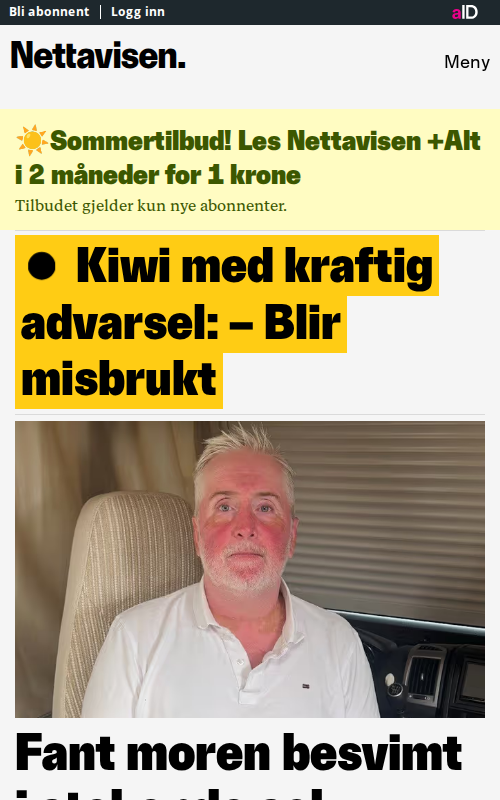 Bli abonnent | Logg inn
aID
Nettavisen.
Meny
Sommertilbud! Les Nettavisen +Alt
i 2 måneder for 1 krone
Tilbudet gjelder kun nye abonnenter.
Kiwi med kraftig
advarsel: – Blir
misbrukt
Fant moren besvimt